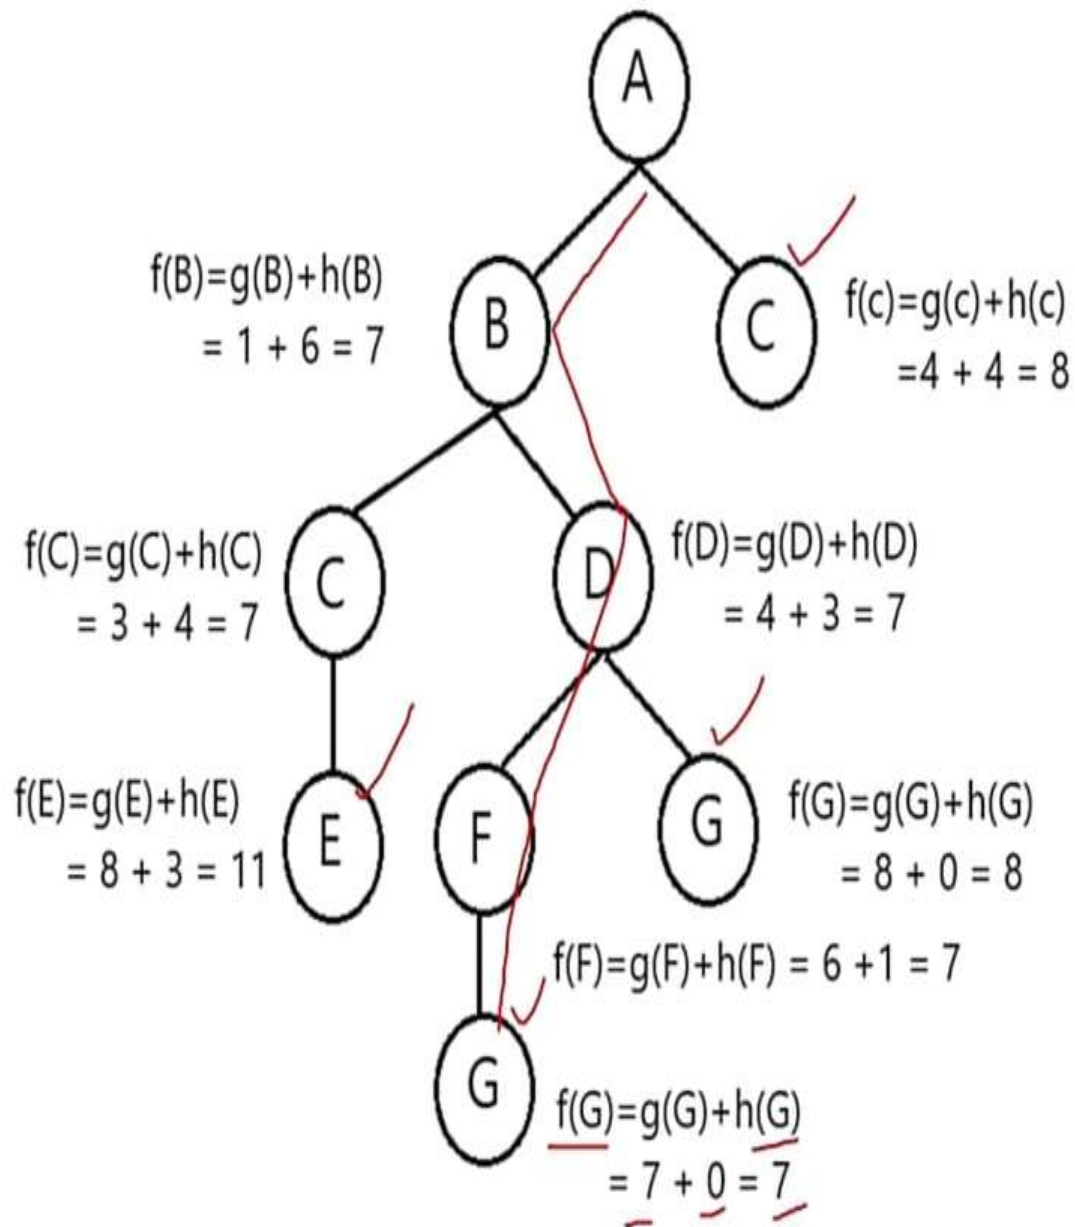 A
f(B)=g(B)+h(B)
= 1 + 6 = 7
B
C
f(c)=g(c)+h(c)
=4 + 4 = 8
f(C)=g(C)+h(C)
= 3 + 4 = 7
C
D
f(D)=g(D)+h(D)
= 4 + 3 = 7
f(E)=g(E)+h(E)
= 8 + 3 = 11
E
F
G
f(G)=g(G)+h(G)
= 8 + 0 = 8
f(F)=g(F)+h(F) = 6 +1 = 7
G
f(G)=g(G)+h(G)
= 7 + 0 = 7